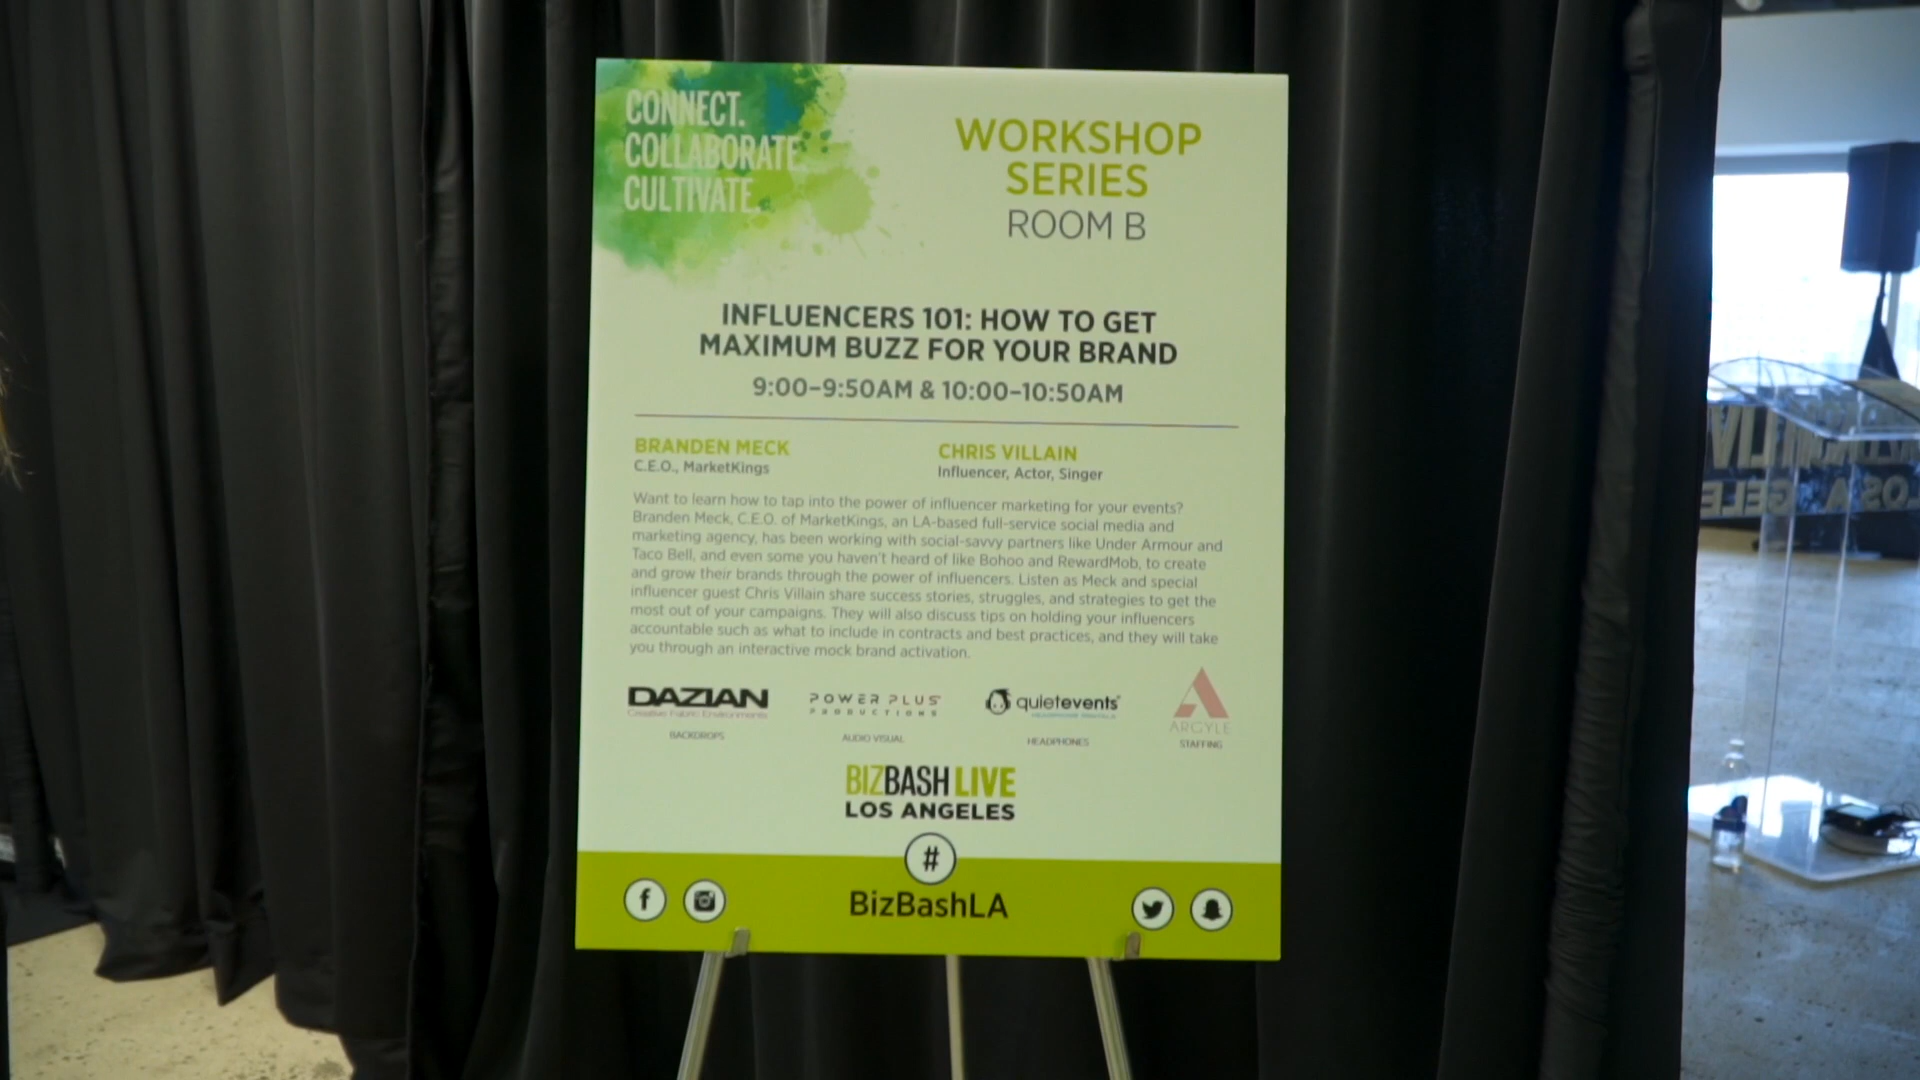 CONNECT.
COLLABORATE.
CULTIVATE.
WORKSHOP
SERIES
ROOM B
INFLUENCERS 101: HOW TO GET
MAXIMUM BUZZ FOR YOUR BRAND
9:00–9:50AM & 10:00–10:50AM
BRANDEN MECK
C.E.O., MarketKings
CHRIS VILLAIN
Influencer, Actor, Singer
Want to learn how to tap into the power of influencer marketing for your events?
Branden Meck, C.E.O. of MarketKings, an LA-based full-service social media and
marketing agency, has been working with social-savvy partners like Under Armour and
Taco Bell, and even some you haven't heard of like Bohoo and RewardMob, to create
and grow their brands through the power of influencers. Listen as Meck and special
influencer guest Chris Villain share success stories, struggles, and strategies to get the
most out of your campaigns. They will also discuss tips on holding your influencers
accountable such as what to include in contracts and best practices, and they will take
you through an interactive mock brand activation.
DAZIAN
Creative Fabric Environments
BACKDROPS
POWER PLUS
PRODUCTIONS
AUDIO VISUAL
quietevents
HEADPHONE RENTALS
HEADPHONES
ARGYLE
STAFFING
BIZBASH LIVE
LOS ANGELES
#
BizBashLA